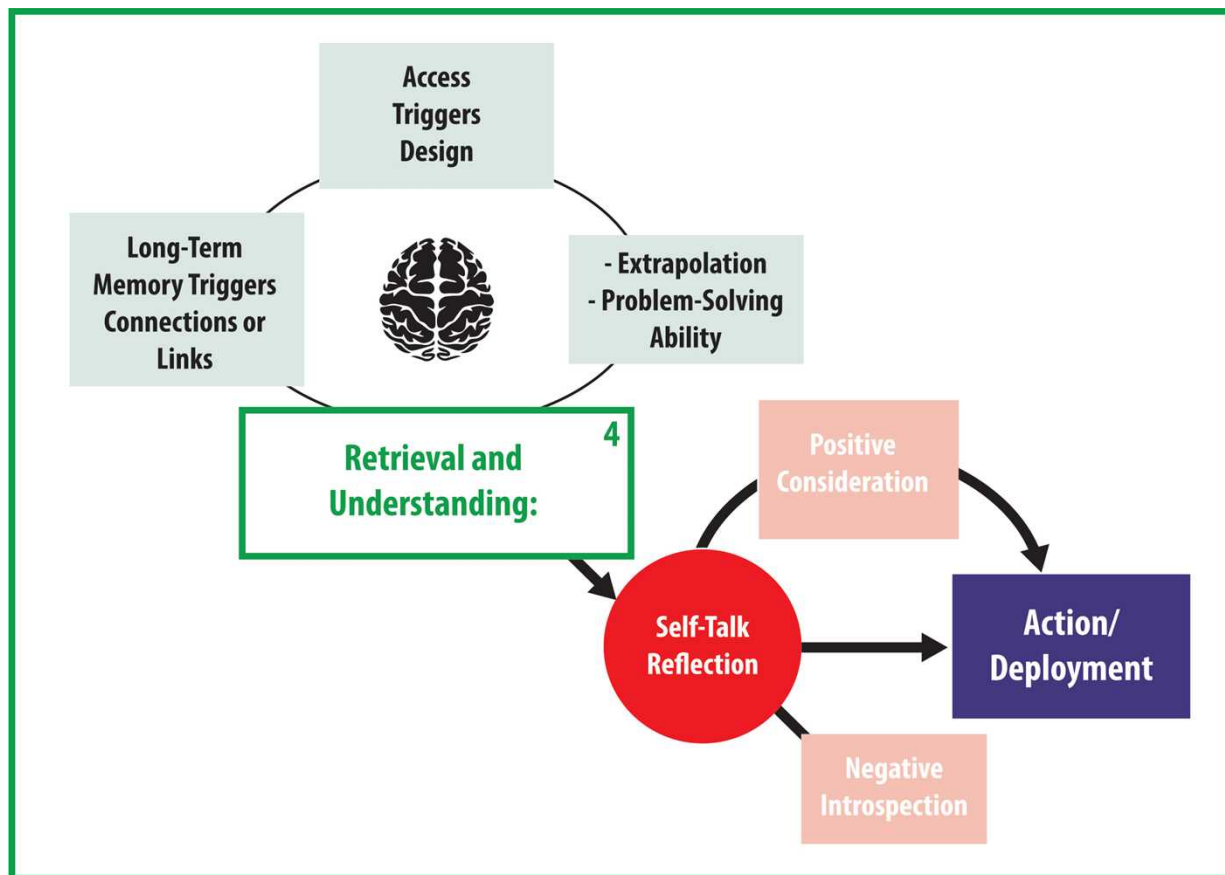 Access
Triggers
Design
Long-Term
Memory Triggers
Connections or
Links
- Extrapolation
- Problem-Solving
Ability
4
Retrieval and
Understanding:
Positive
Consideration
Self-Talk
Reflection
Action/
Deployment
Negative
Introspection